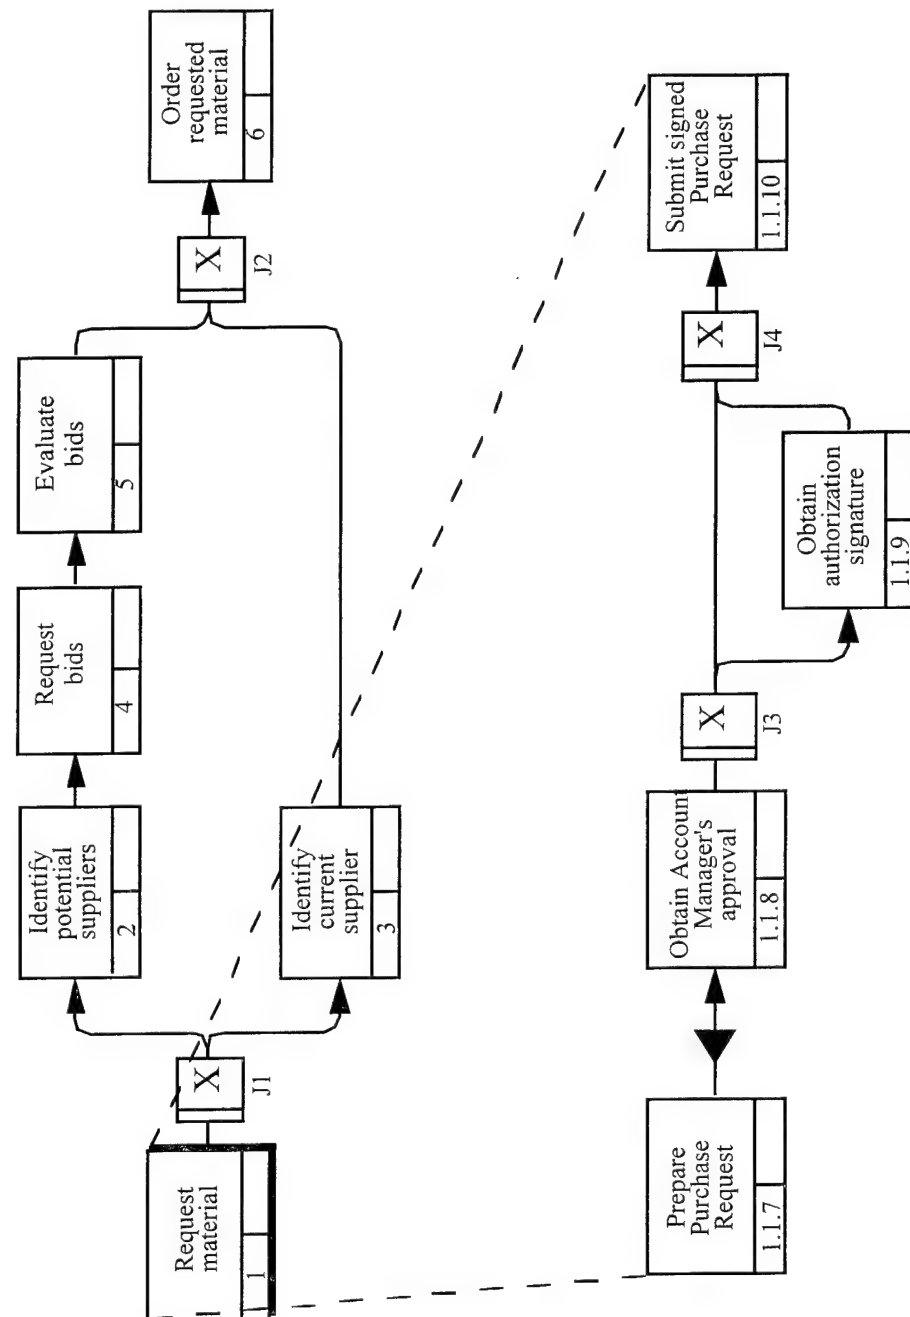 Request
material
1
X
J1
Identify
potential
suppliers
2
Request
bids
4
Evaluate
bids
5
Identify
current
supplier
3
X
J2
Order
requested
material
6
Prepare
Purchase
Request
1.1.7
Obtain Account
Manager's
approval
1.1.8
X
J3
Obtain
authorization
signature
1.1.9
X
J4
Submit signed
Purchase
Request
1.1.10